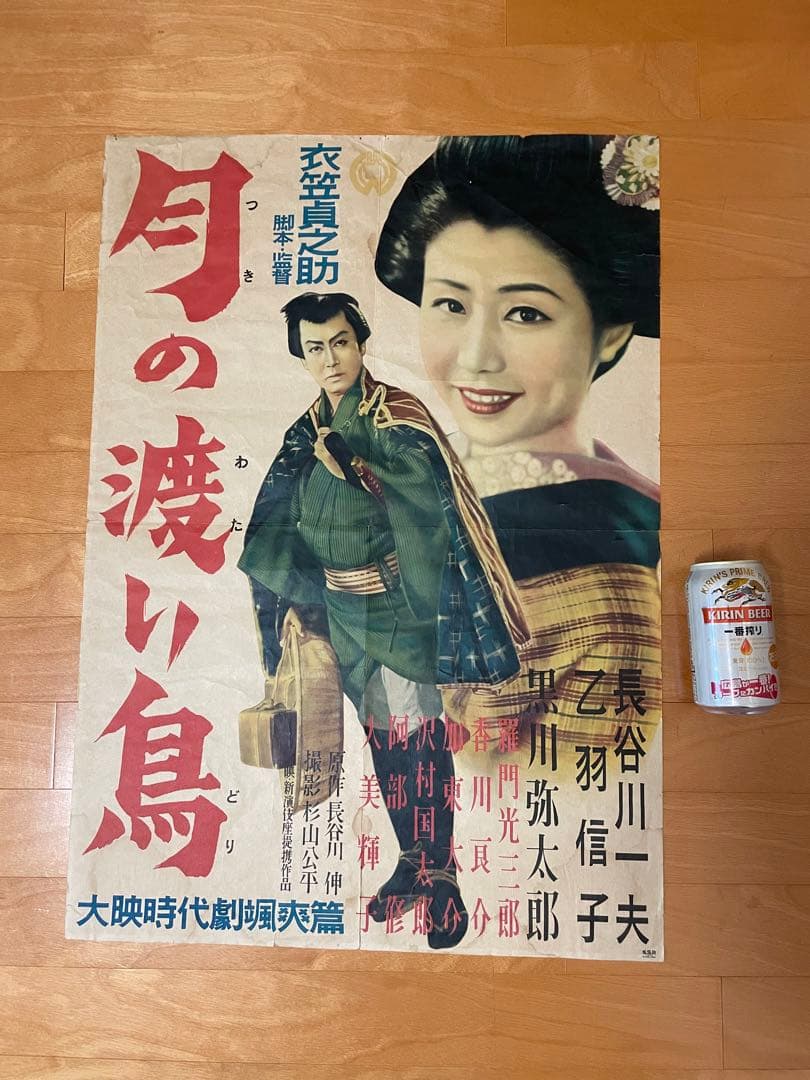 月の渡り鳥
つき
わた
どり
衣笠貞之助
脚本・監督
長谷川一夫
乙羽信子
黒川弥太郎
羅門光三郎
香川良介
加東大介
沢村国太郎
阿部修
大美輝子
原作 長谷川伸
撮影 杉山公平
映・新演伎座提携作品
大映時代劇颯爽篇
KIRIN'S PRIME
KIRIN BEER
一番搾り